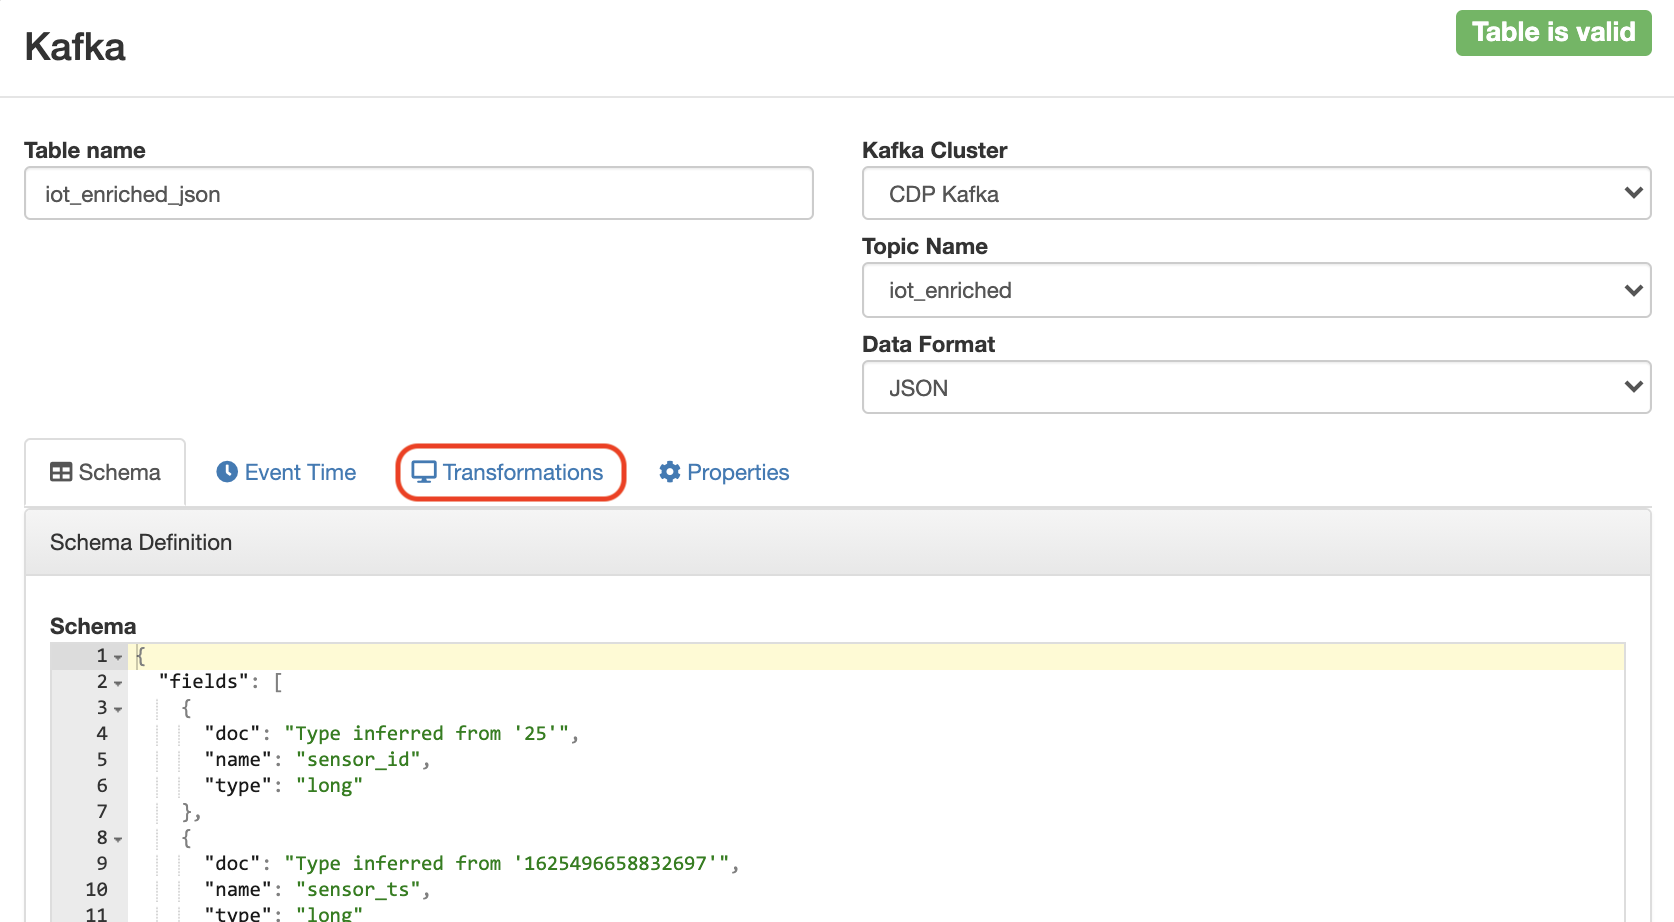 Kafka
Table is valid
Table name
iot_enriched_json
Kafka Cluster
CDP Kafka
Topic Name
iot_enriched
Data Format
JSON
Schema
Event Time
Transformations
Properties
Schema Definition
Schema
1 {
2 "fields": [
3 {
4 "doc": "Type inferred from '25'",
5 "name": "sensor_id",
6 "type": "long"
7 },
8 {
9 "doc": "Type inferred from '1625496658832697'",
10 "name": "sensor_ts",
11 "type": "long"